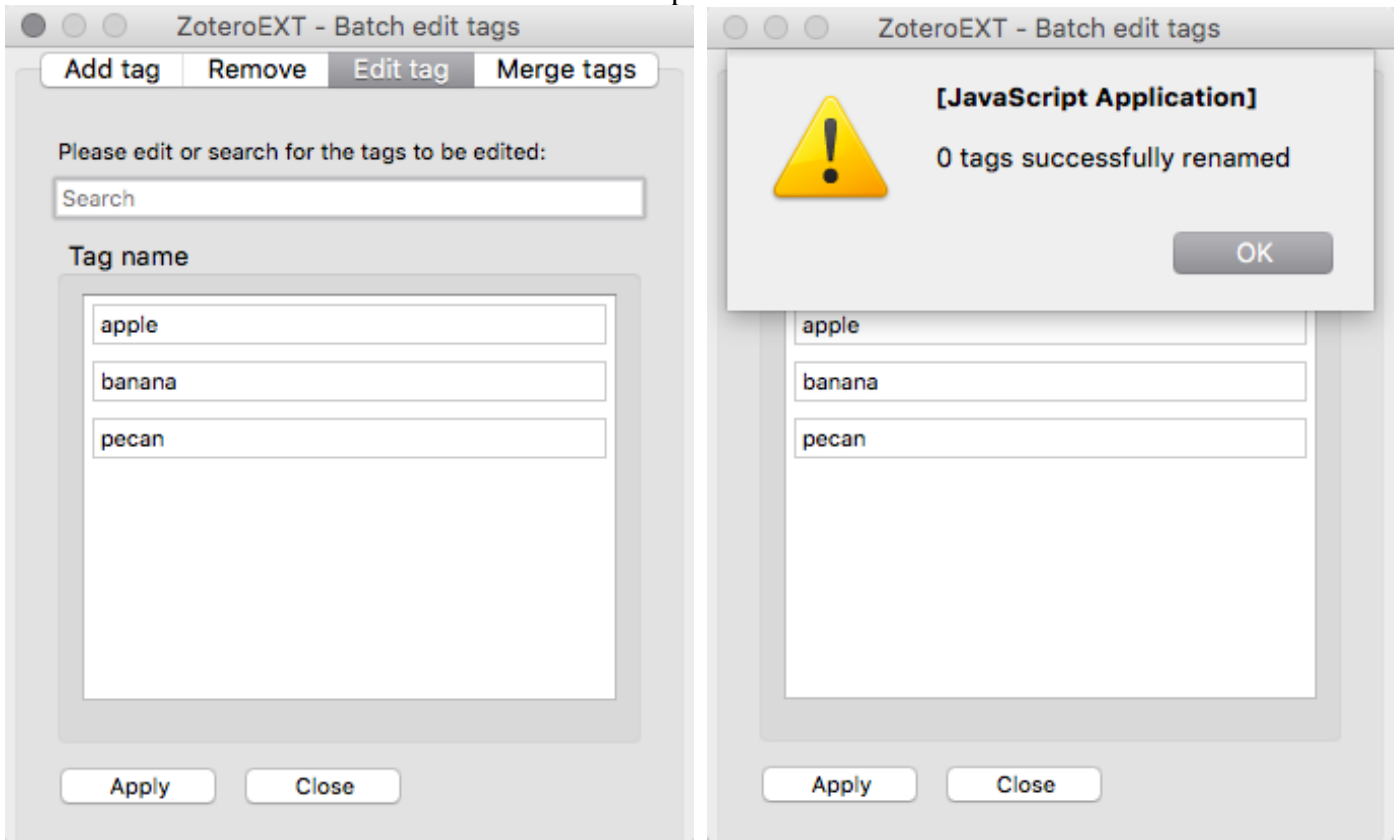 ZoteroEXT - Batch edit tags
Add tag Remove Edit tag Merge tags
Please edit or search for the tags to be edited:
Search
Tag name
apple
banana
pecan
Apply Close
ZoteroEXT - Batch edit tags
[JavaScript Application]
0 tags successfully renamed
OK
apple
banana
pecan
Apply Close